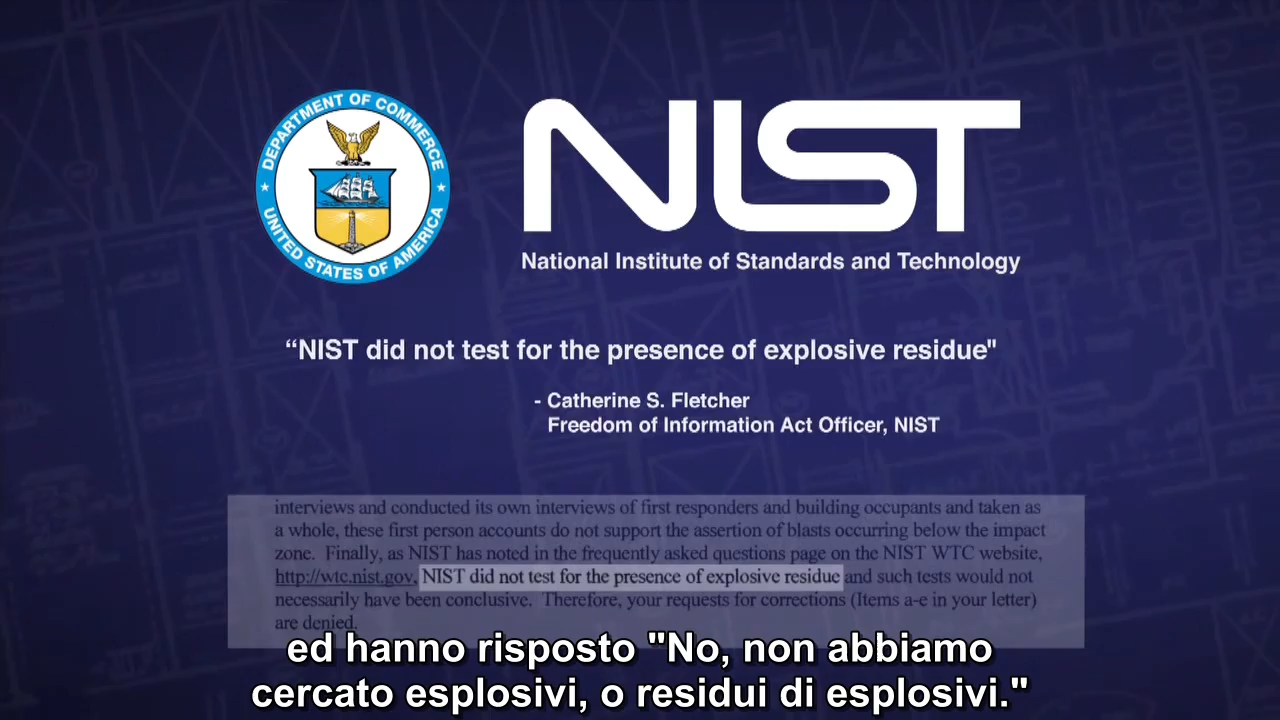 DEPARTMENT OF COMMERCE
UNITED STATES OF AMERICA
NIST
National Institute of Standards and Technology
“NIST did not test for the presence of explosive residue"
- Catherine S. Fletcher
Freedom of Information Act Officer, NIST
interviews and conducted its own interviews of first responders and building occupants and taken as
a whole, these first person accounts do not support the assertion of blasts occurring below the impact
zone. Finally, as NIST has noted in the frequently asked questions page on the NIST WTC website,
http://wtc.nist.gov, NIST did not test for the presence of explosive residue and such tests would not
necessarily have been conclusive. Therefore, your requests for corrections (Items a-e in your letter)
are denied.
ed hanno risposto "No, non abbiamo
cercato esplosivi, o residui di esplosivi."